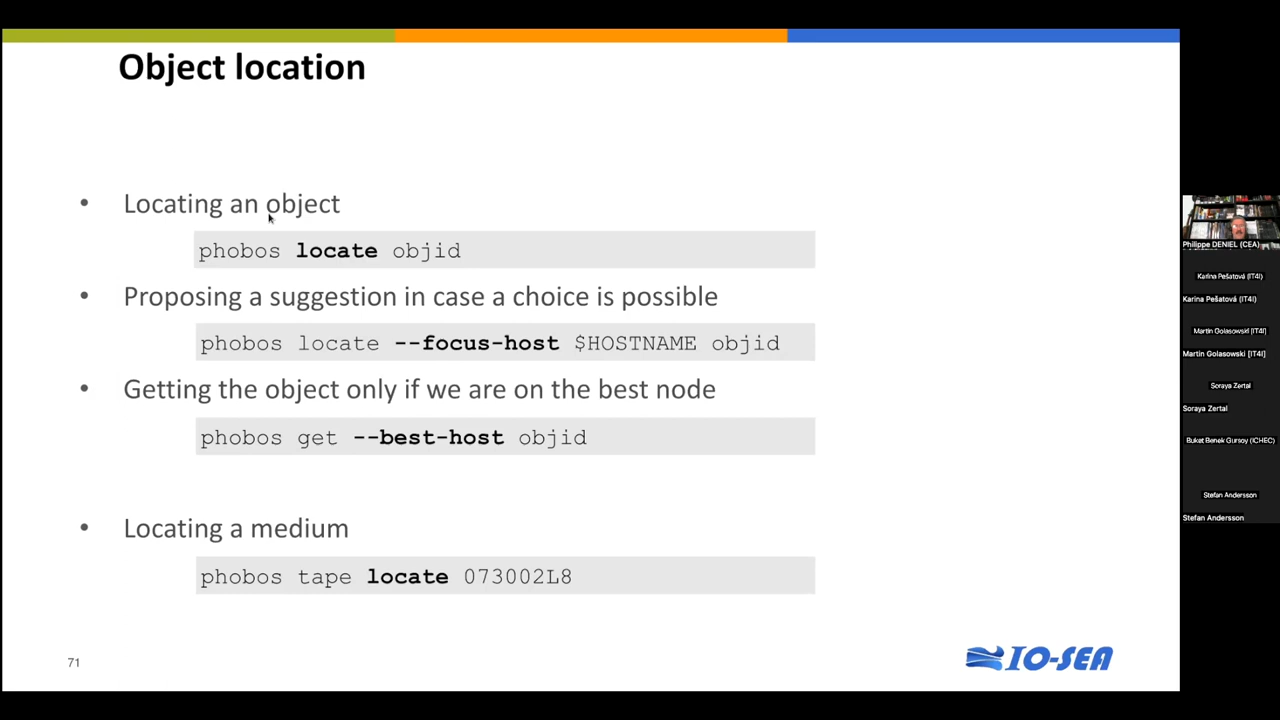 Object location
• Locating an object
phobos locate objid
• Proposing a suggestion in case a choice is possible
phobos locate --focus-host $HOSTNAME objid
• Getting the object only if we are on the best node
phobos get --best-host objid
• Locating a medium
phobos tape locate 073002L8
71
IO-SEA
Philippe DENIEL (CEA)
Karina Pešatová (IT4I)
Karina Pešatová (IT4I)
Martin Golasowski [IT4I]
Martin Golasowski [IT4I]
Soraya Zertal
Soraya Zertal
Buket Benek Gursoy (ICHEC)
Stefan Andersson
Stefan Andersson